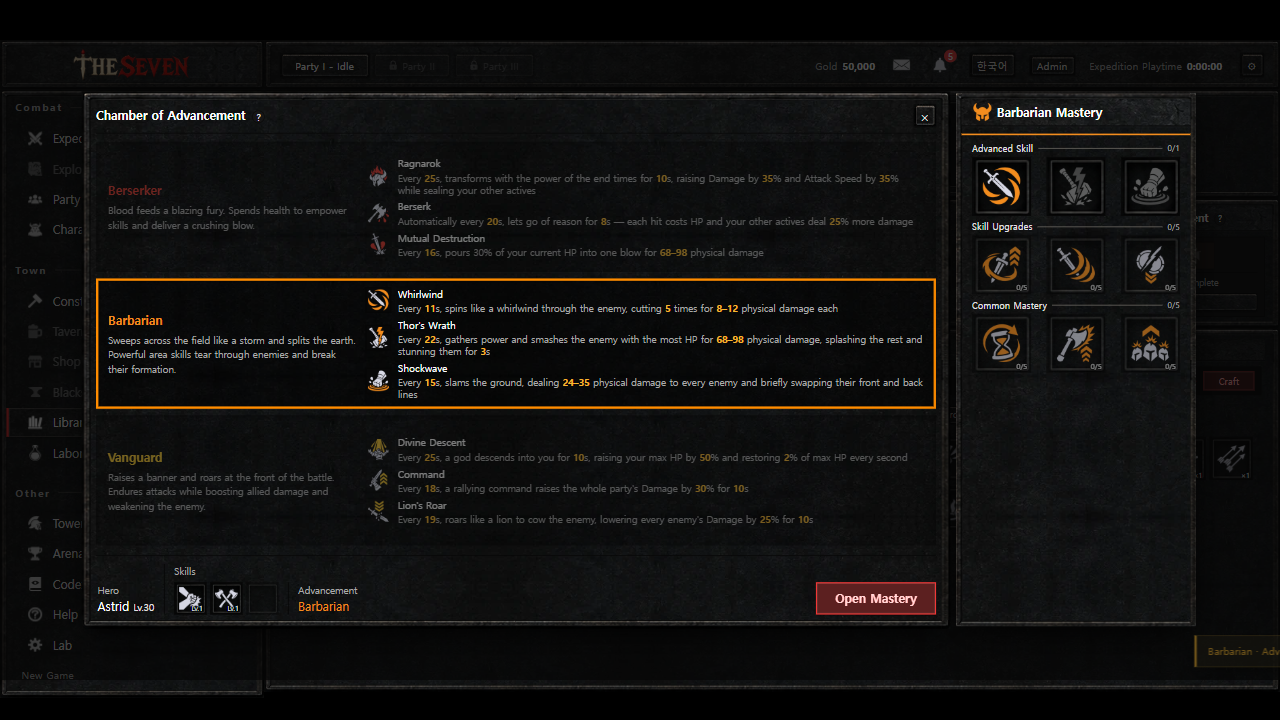 THE SEVEN
Party I - Idle
Party II
Party III
Gold 50,000
5
한국어
Admin
Expedition Playtime 0:00:00
Combat
Party
Town
Other
Code
Help
Lab
New Game
Chamber of Advancement ?
×
Berserker
Blood feeds a blazing fury. Spends health to empower
skills and deliver a crushing blow.
Ragnarok
Every 25s, transforms with the power of the end times for 10s, raising Damage by 35% and Attack Speed by 35%
while sealing your other actives
Berserk
Automatically every 20s, lets go of reason for 8s — each hit costs HP and your other actives deal 25% more damage
Mutual Destruction
Every 16s, pours 30% of your current HP into one blow for 68–98 physical damage
Barbarian
Sweeps across the field like a storm and splits the earth.
Powerful area skills tear through enemies and break
their formation.
Whirlwind
Every 11s, spins like a whirlwind through the enemy, cutting 5 times for 8–12 physical damage each
Thor's Wrath
Every 22s, gathers power and smashes the enemy with the most HP for 68–98 physical damage, splashing the rest and
stunning them for 3s
Shockwave
Every 15s, slams the ground, dealing 24–35 physical damage to every enemy and briefly swapping their front and back
lines
Vanguard
Raises a banner and roars at the front of the battle.
Endures attacks while boosting allied damage and
weakening the enemy.
Divine Descent
Every 25s, a god descends into you for 10s, raising your max HP by 50% and restoring 2% of max HP every second
Command
Every 18s, a rallying command raises the whole party's Damage by 30% for 10s
Lion's Roar
Every 19s, roars like a lion to cow the enemy, lowering every enemy's Damage by 25% for 10s
Hero
Astrid Lv.30
Skills
Lv.1
Lv.1
Advancement
Barbarian
Open Mastery
Barbarian Mastery
Advanced Skill 0/1
Skill Upgrades 0/5
0/5
0/5
0/5
Common Mastery 0/5
0/5
0/5
0/5
?
Craft
×1
Barbarian · Adv